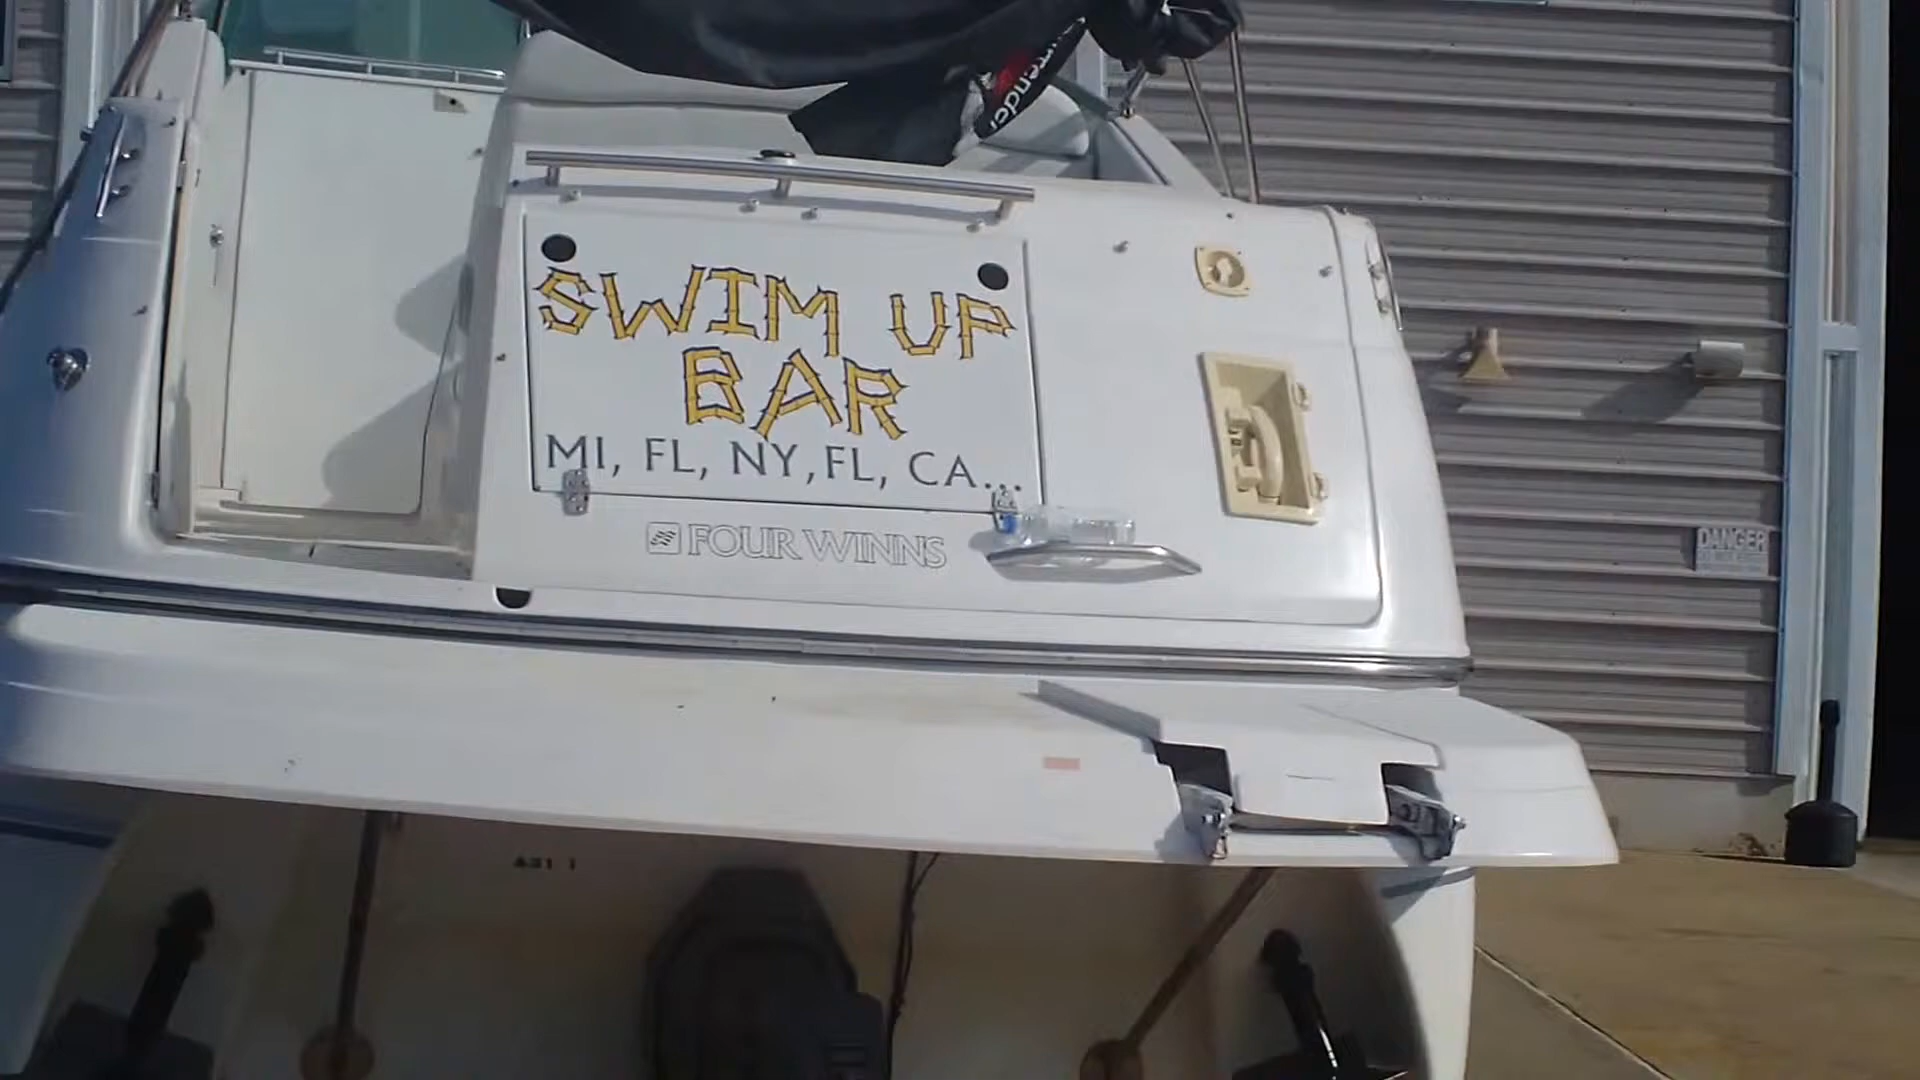 SWIM UP
BAR
MI, FL, NY, FL, CA...
FOUR WINNS
DANGER